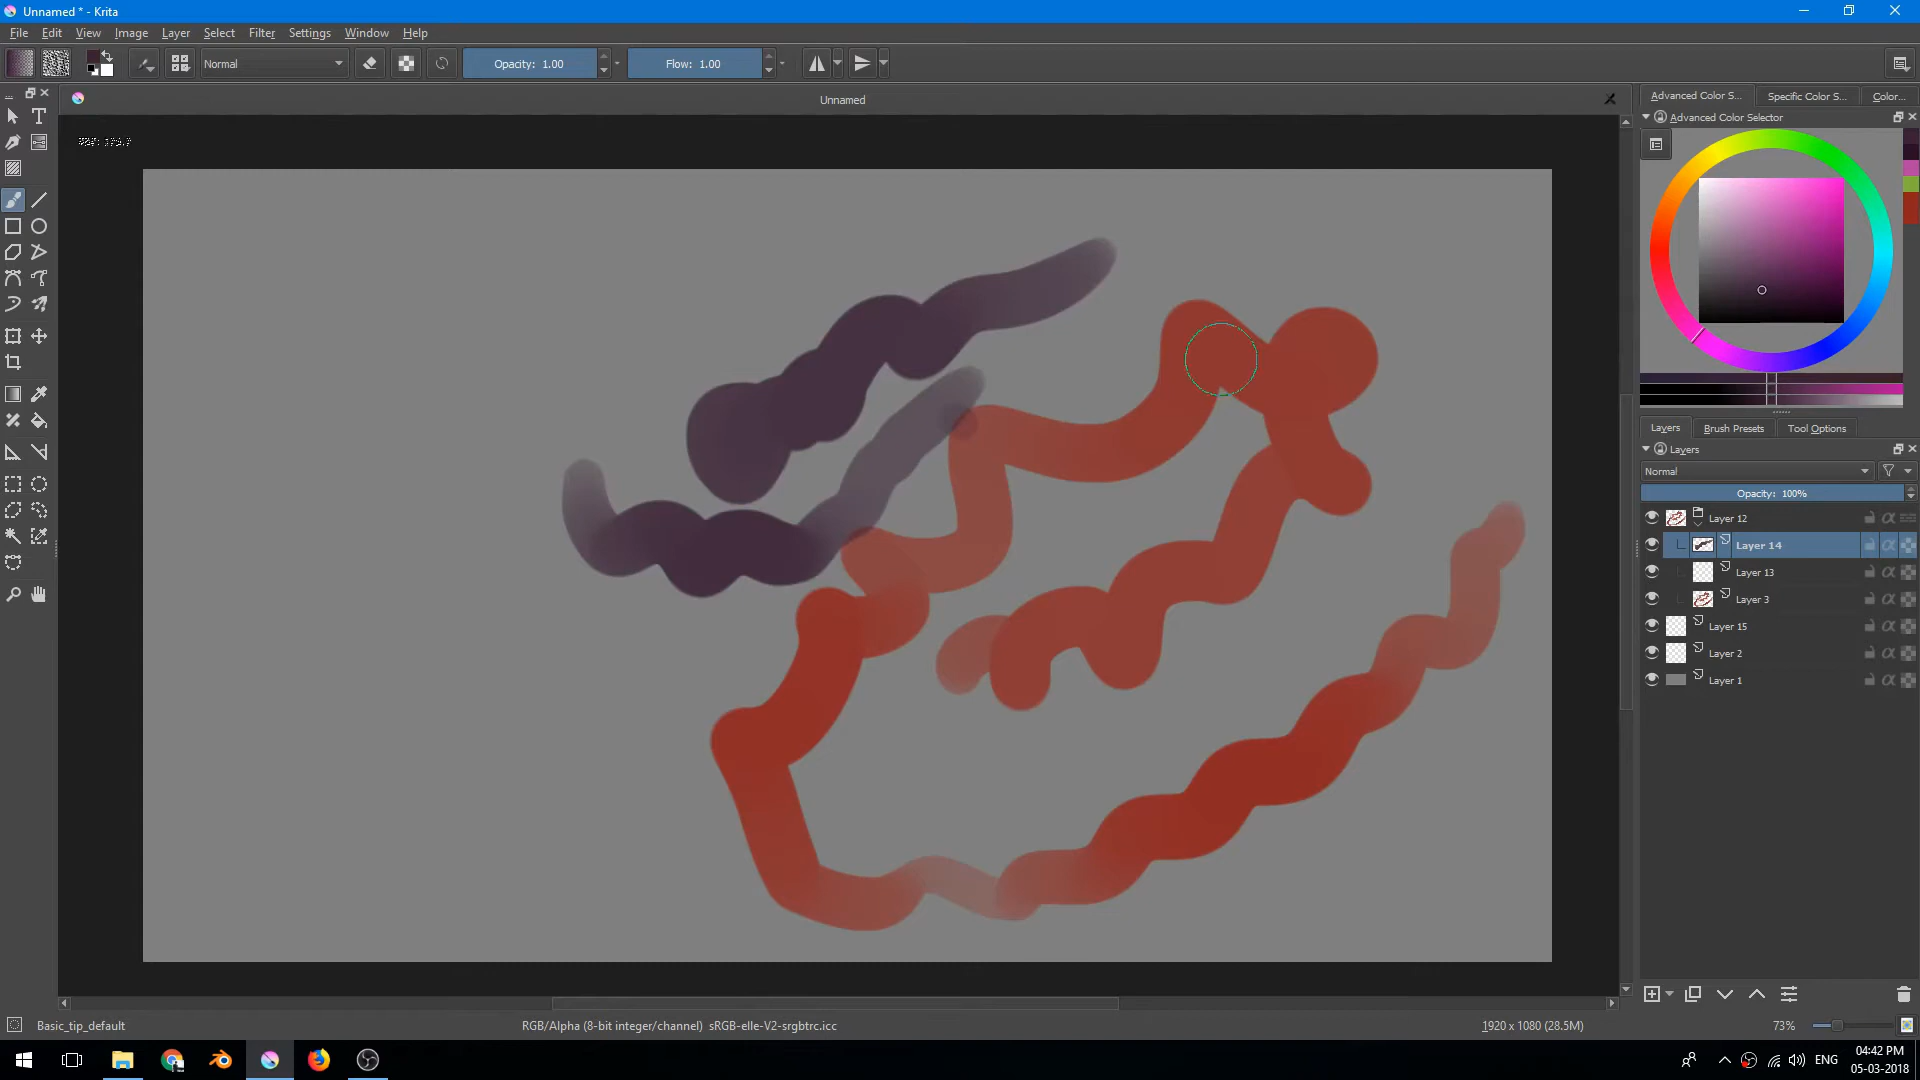 Unnamed * - Krita
File Edit View Image Layer Select Filter Settings Window Help
Normal Opacity: 1.00 Flow: 1.00
Unnamed
Advanced Color S... Specific Color S... Color...
Advanced Color Selector
Layers Brush Presets Tool Options
Layers
Normal
Opacity: 100%
Layer 12
Layer 14
Layer 13
Layer 3
Layer 15
Layer 2
Layer 1
Basic_tip_default RGB/Alpha (8-bit integer/channel) sRGB-elle-V2-srgbtrc.icc 1920 x 1080 (28.5M) 73%
ENG 04:42 PM
05-03-2018